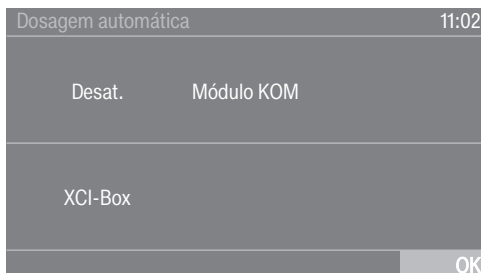 Dosagem automática 11:02
Desat. Módulo KOM
XCI-Box
OK